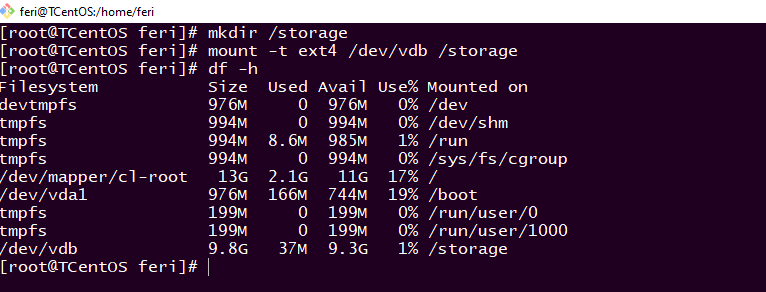 feri@TCentOS:/home/feri
[root@TCentOS feri]# mkdir /storage
[root@TCentOS feri]# mount -t ext4 /dev/vdb /storage
[root@TCentOS feri]# df -h
Filesystem Size Used Avail Use% Mounted on
devtmpfs 976M 0 976M 0% /dev
tmpfs 994M 0 994M 0% /dev/shm
tmpfs 994M 8.6M 985M 1% /run
tmpfs 994M 0 994M 0% /sys/fs/cgroup
/dev/mapper/cl-root 13G 2.1G 11G 17% /
/dev/vda1 976M 166M 744M 19% /boot
tmpfs 199M 0 199M 0% /run/user/0
tmpfs 199M 0 199M 0% /run/user/1000
/dev/vdb 9.8G 37M 9.3G 1% /storage
[root@TCentOS feri]#